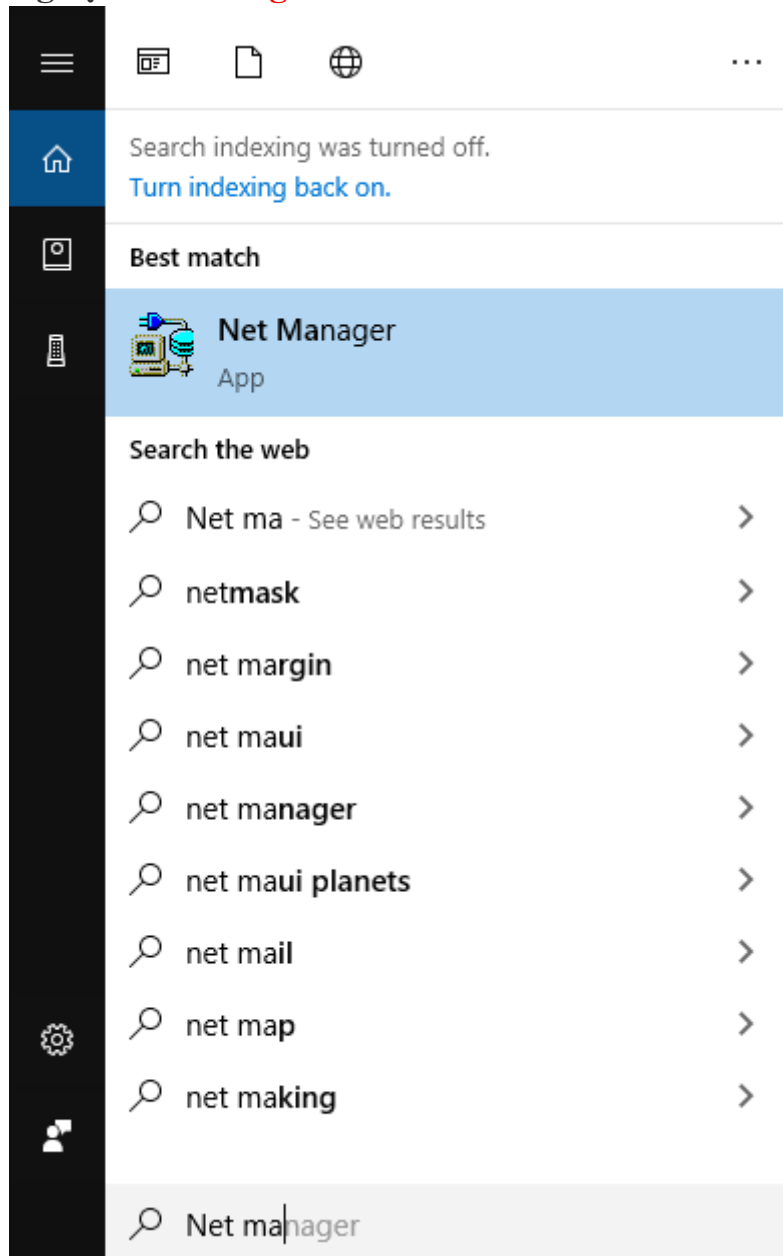 Search indexing was turned off.
Turn indexing back on.
Best match
Net Manager
App
Search the web
Net ma - See web results
netmask
net margin
net maui
net manager
net maui planets
net mail
net map
net making
Net manager